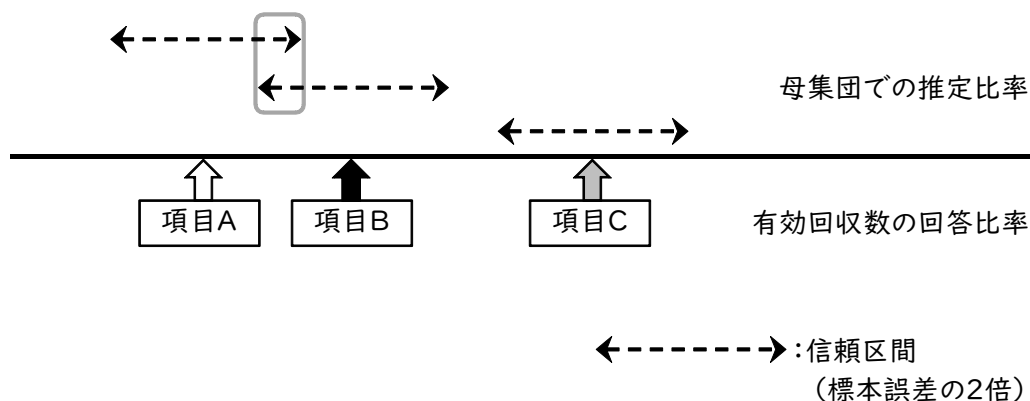 母集団での推定比率
項目A
項目B
項目C
有効回収数の回答比率
:信頼区間
(標本誤差の2倍)